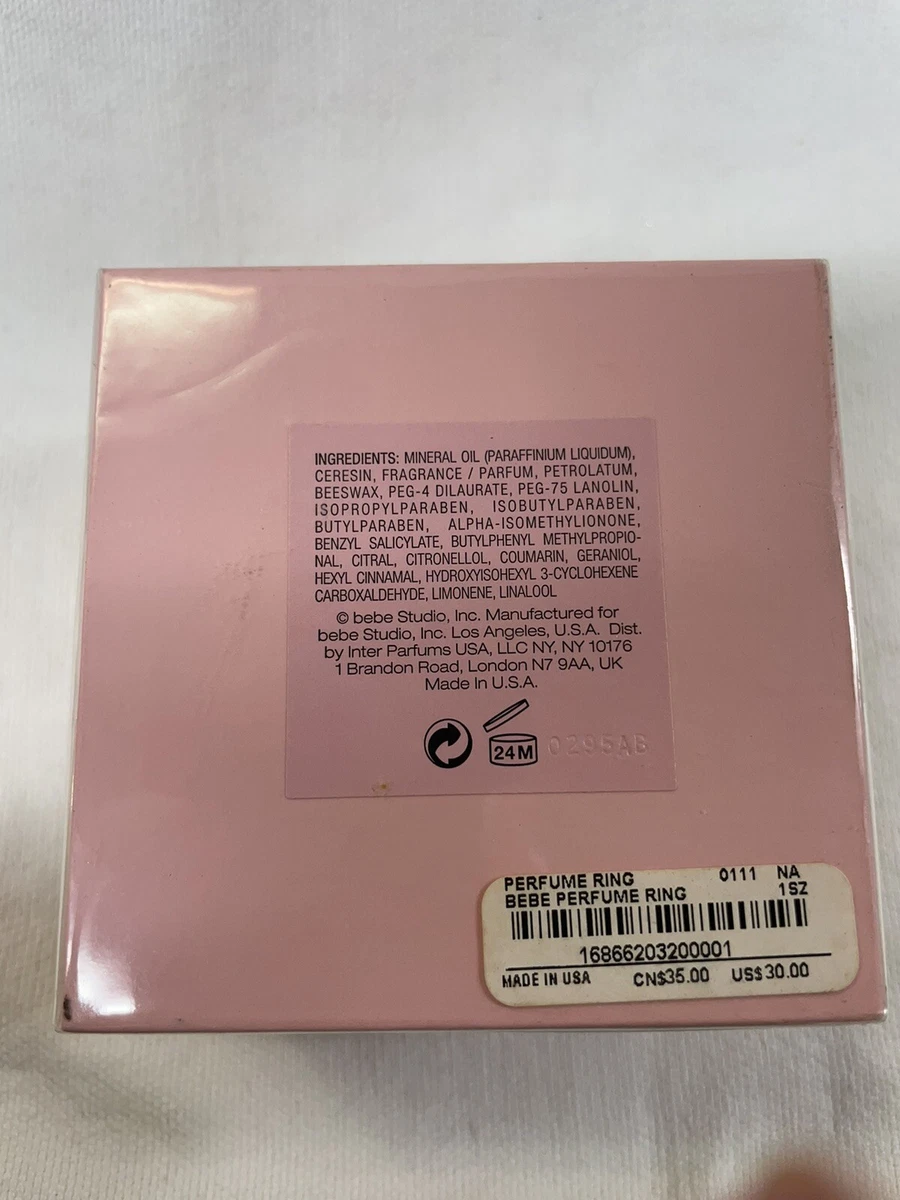 INGREDIENTS: MINERAL OIL (PARAFFINIUM LIQUIDUM),
CERESIN, FRAGRANCE / PARFUM, PETROLATUM,
BEESWAX, PEG-4 DILAURATE, PEG-75 LANOLIN,
ISOPROPYLPARABEN, ISOBUTYLPARABEN,
BUTYLPARABEN, ALPHA-ISOMETHYLIONONE,
BENZYL SALICYLATE, BUTYLPHENYL METHYLPROPIO-
NAL, CITRAL, CITRONELLOL, COUMARIN, GERANIOL,
HEXYL CINNAMAL, HYDROXYISOHEXYL 3-CYCLOHEXENE
CARBOXALDEHYDE, LIMONENE, LINALOOL
© bebe Studio, Inc. Manufactured for
bebe Studio, Inc. Los Angeles, U.S.A. Dist.
by Inter Parfums USA, LLC NY, NY 10176
1 Brandon Road, London N7 9AA, UK
Made In U.S.A.
24M 0295AB
PERFUME RING 0111 NA
BEBE PERFUME RING 1SZ
16866203200001
MADE IN USA CN$35.00 US$30.00